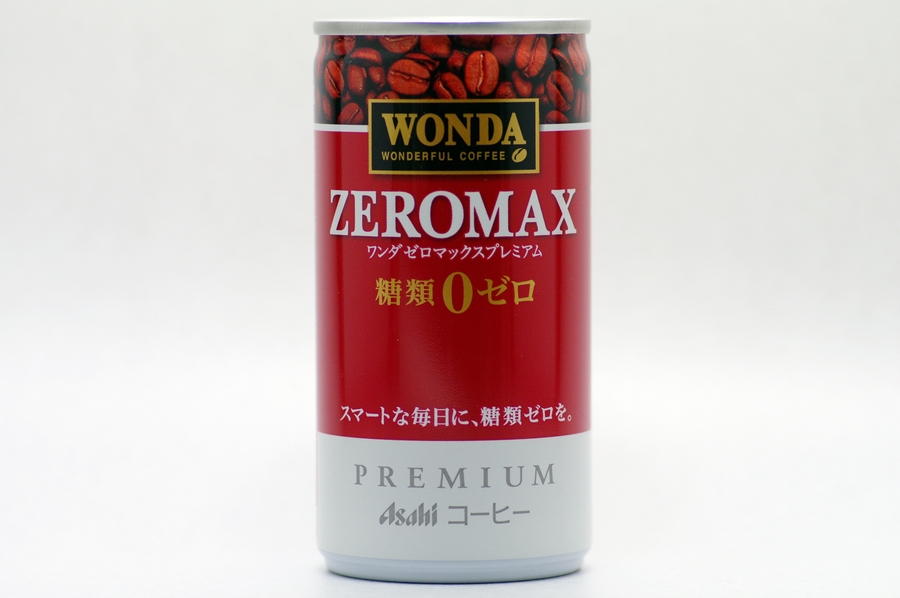 WONDA
WONDERFUL COFFEE
ZEROMAX
ワンダ ゼロマックスプレミアム
糖類0ゼロ
スマートな毎日に、糖類ゼロを。
PREMIUM
Asahi コーヒー